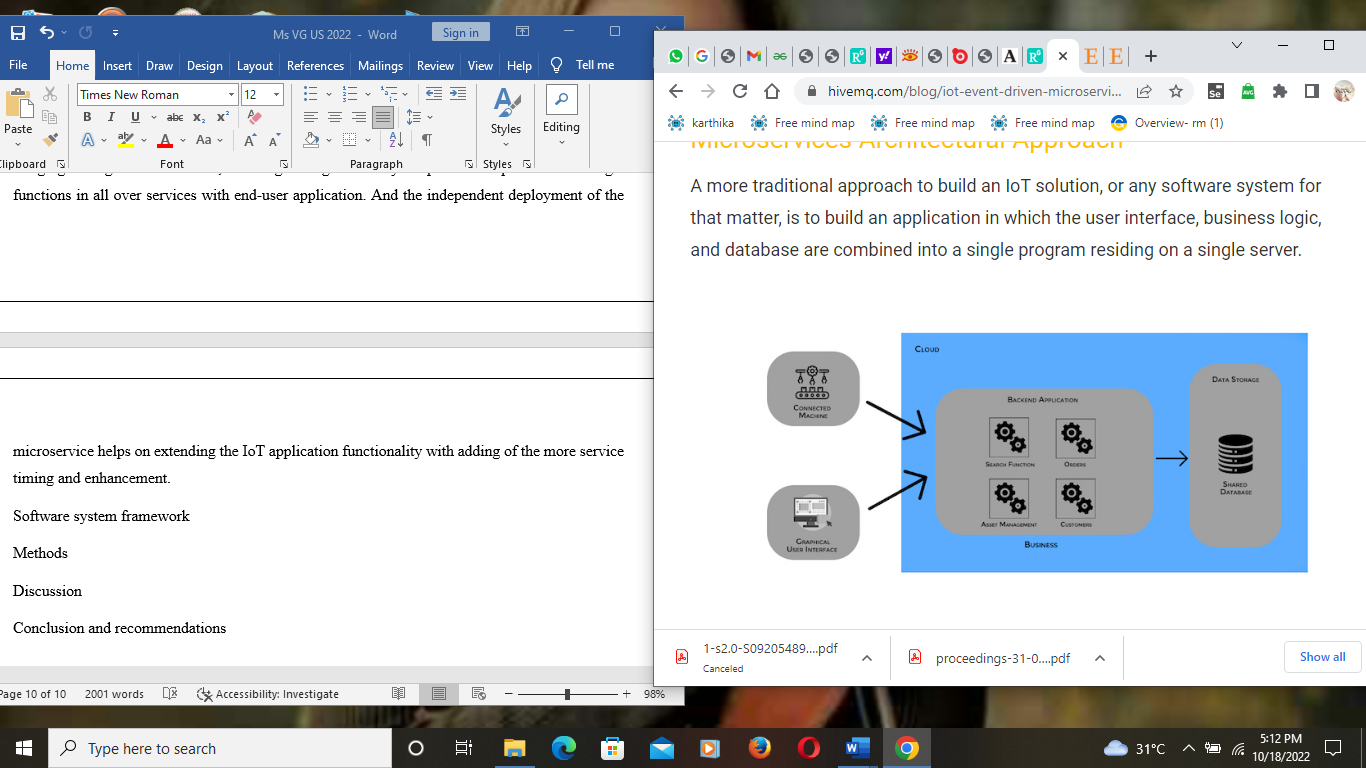 Ms VG US 2022 - Word
Sign in
File Home Insert Draw Design Layout References Mailings Review View Help Tell me
Times New Roman 12
Paste
B I U abc x₂ x²
A ab A Aa A A
Styles
Editing
Clipboard Font Paragraph Styles
functions in all over services with end-user application. And the independent deployment of the
microservice helps on extending the IoT application functionality with adding of the more service
timing and enhancement.
Software system framework
Methods
Discussion
Conclusion and recommendations
Page 10 of 10 2001 words Accessibility: Investigate 98%
hivemq.com/blog/iot-event-driven-microservi...
karthika Free mind map Free mind map Free mind map Overview- rm (1)
Microservices Architectural Approach
A more traditional approach to build an IoT solution, or any software system for
that matter, is to build an application in which the user interface, business logic,
and database are combined into a single program residing on a single server.
CLOUD
CONNECTED
MACHINE
GRAPHICAL
USER INTERFACE
BACKEND APPLICATION
SEARCH FUNCTION
ORDERS
ASSET MANAGEMENT
CUSTOMERS
BUSINESS
DATA STORAGE
SHARED
DATABASE
1-s2.0-S09205489....pdf
Canceled
proceedings-31-0....pdf
Show all
Type here to search
31°C
5:12 PM
10/18/2022